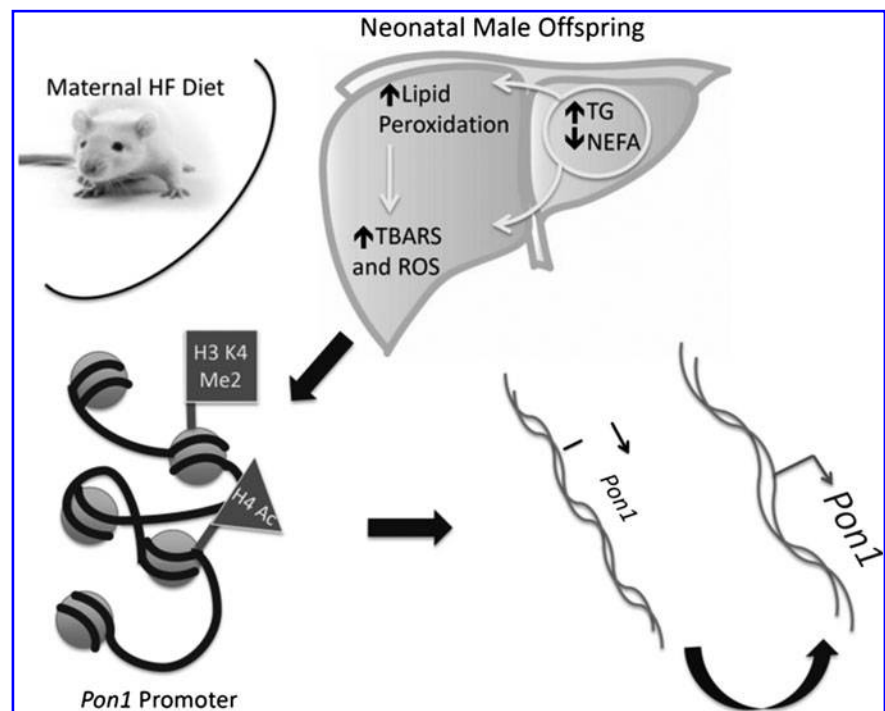 Neonatal Male Offspring
Maternal HF Diet
↑Lipid
Peroxidation
↑TG
↓NEFA
↑TBARS
and ROS
H3 K4
Me2
H4 Ac
Pon1
Pon1
Pon1 Promoter